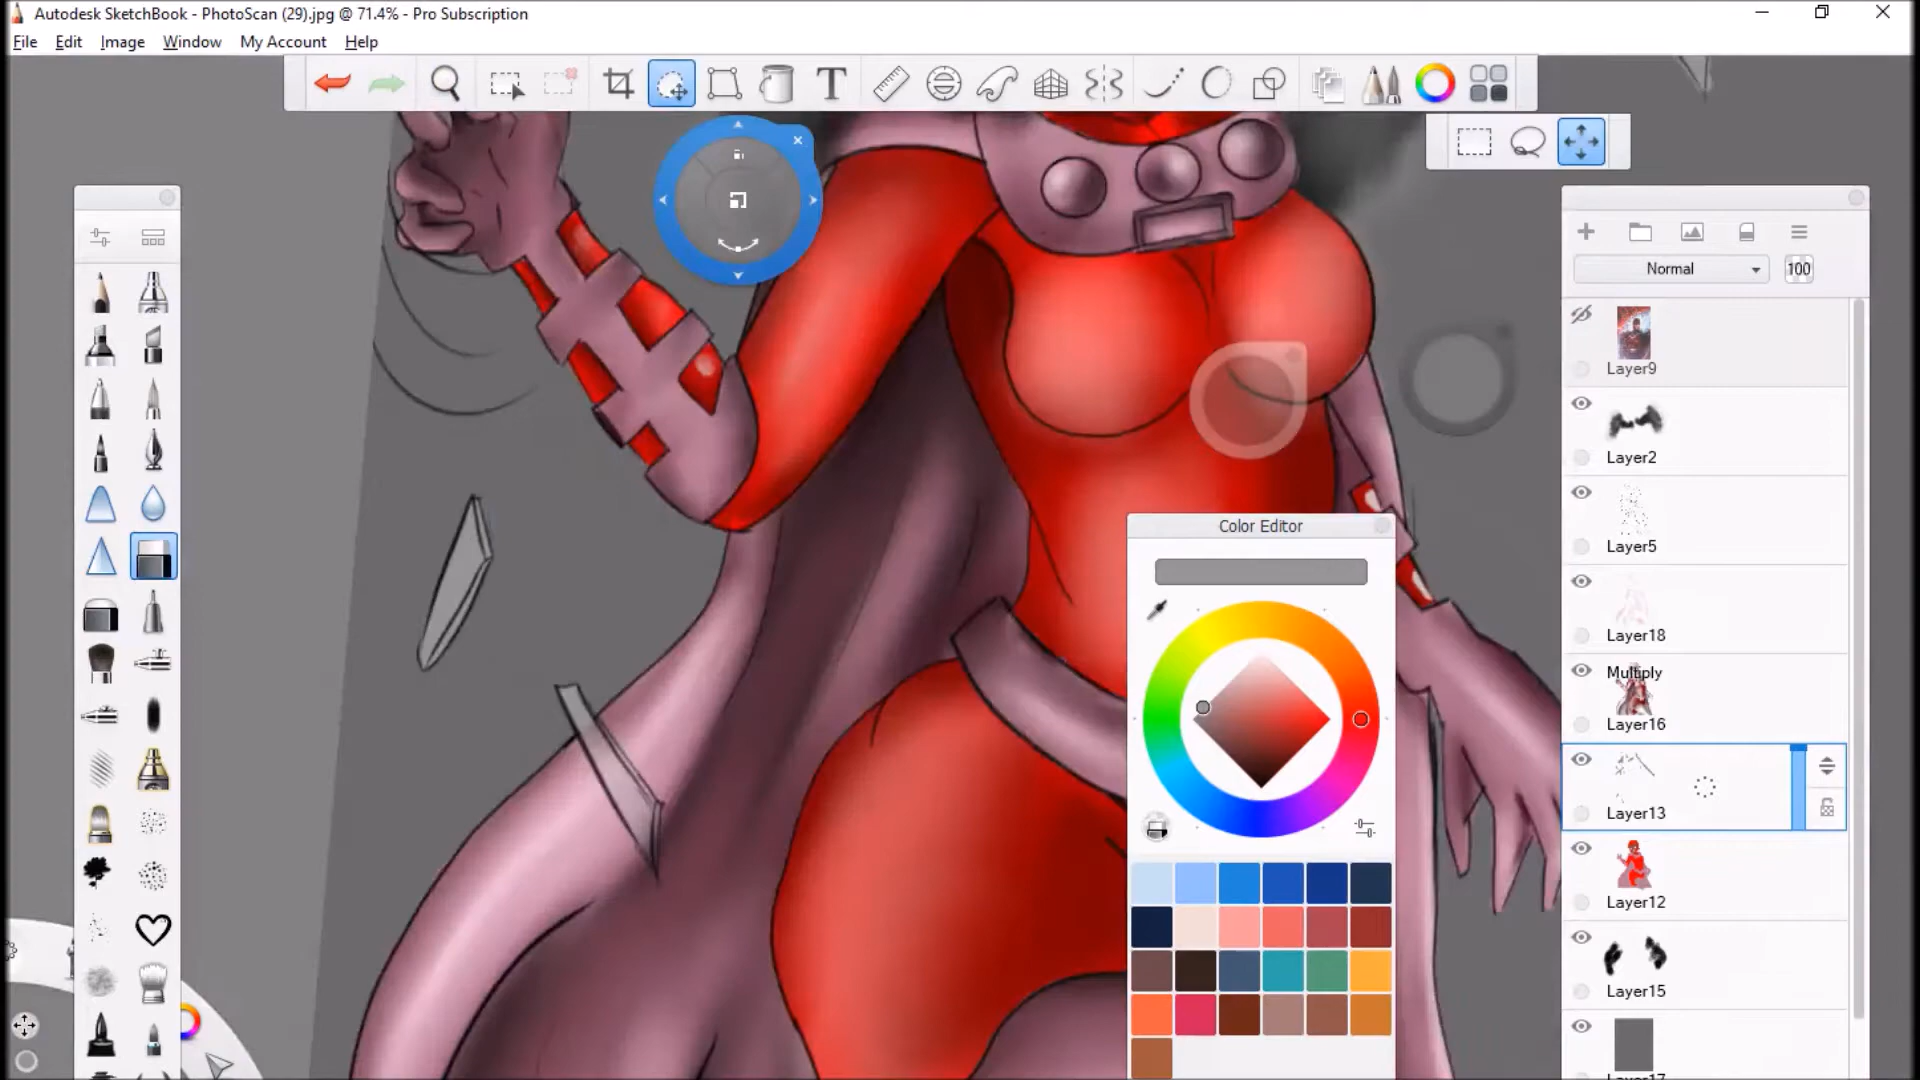 Autodesk SketchBook - PhotoScan (29).jpg @ 71.4% - Pro Subscription
File Edit Image Window My Account Help
T
Normal 100
Layer9
Layer2
Layer5
Layer18
Multiply
Layer16
Layer13
Layer12
Layer15
Layer17
Color Editor